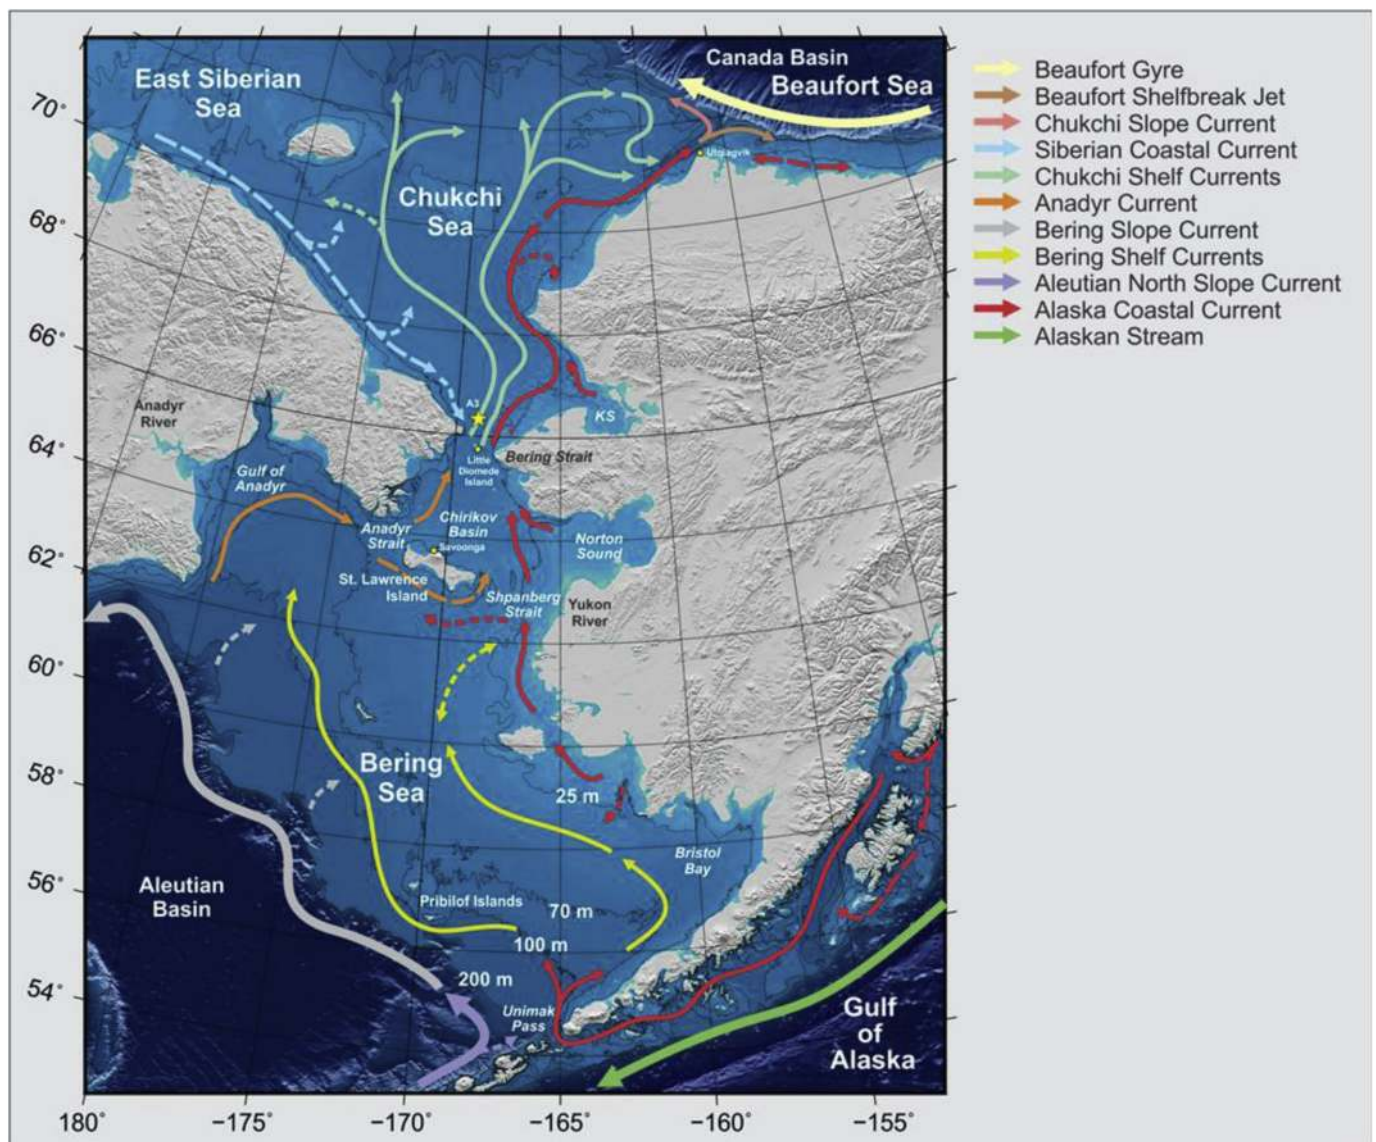 Canada Basin
Beaufort Sea
East Siberian
Sea
Utqiagvik
Chukchi
Sea
A3
KS
Anadyr
River
Bering Strait
Little
Diomede
Island
Gulf of
Anadyr
Chirikov
Basin
Anadyr
Strait
Savoonga
Norton
Sound
St. Lawrence
Island
Shpanberg
Strait
Yukon
River
Bering
Sea
25 m
Bristol
Bay
Aleutian
Basin
Pribilof Islands
70 m
100 m
200 m
Unimak
Pass
Gulf
of
Alaska
70°
68°
66°
64°
62°
60°
58°
56°
54°
180°
−175°
−170°
−165°
−160°
−155°
Beaufort Gyre
Beaufort Shelfbreak Jet
Chukchi Slope Current
Siberian Coastal Current
Chukchi Shelf Currents
Anadyr Current
Bering Slope Current
Bering Shelf Currents
Aleutian North Slope Current
Alaska Coastal Current
Alaskan Stream